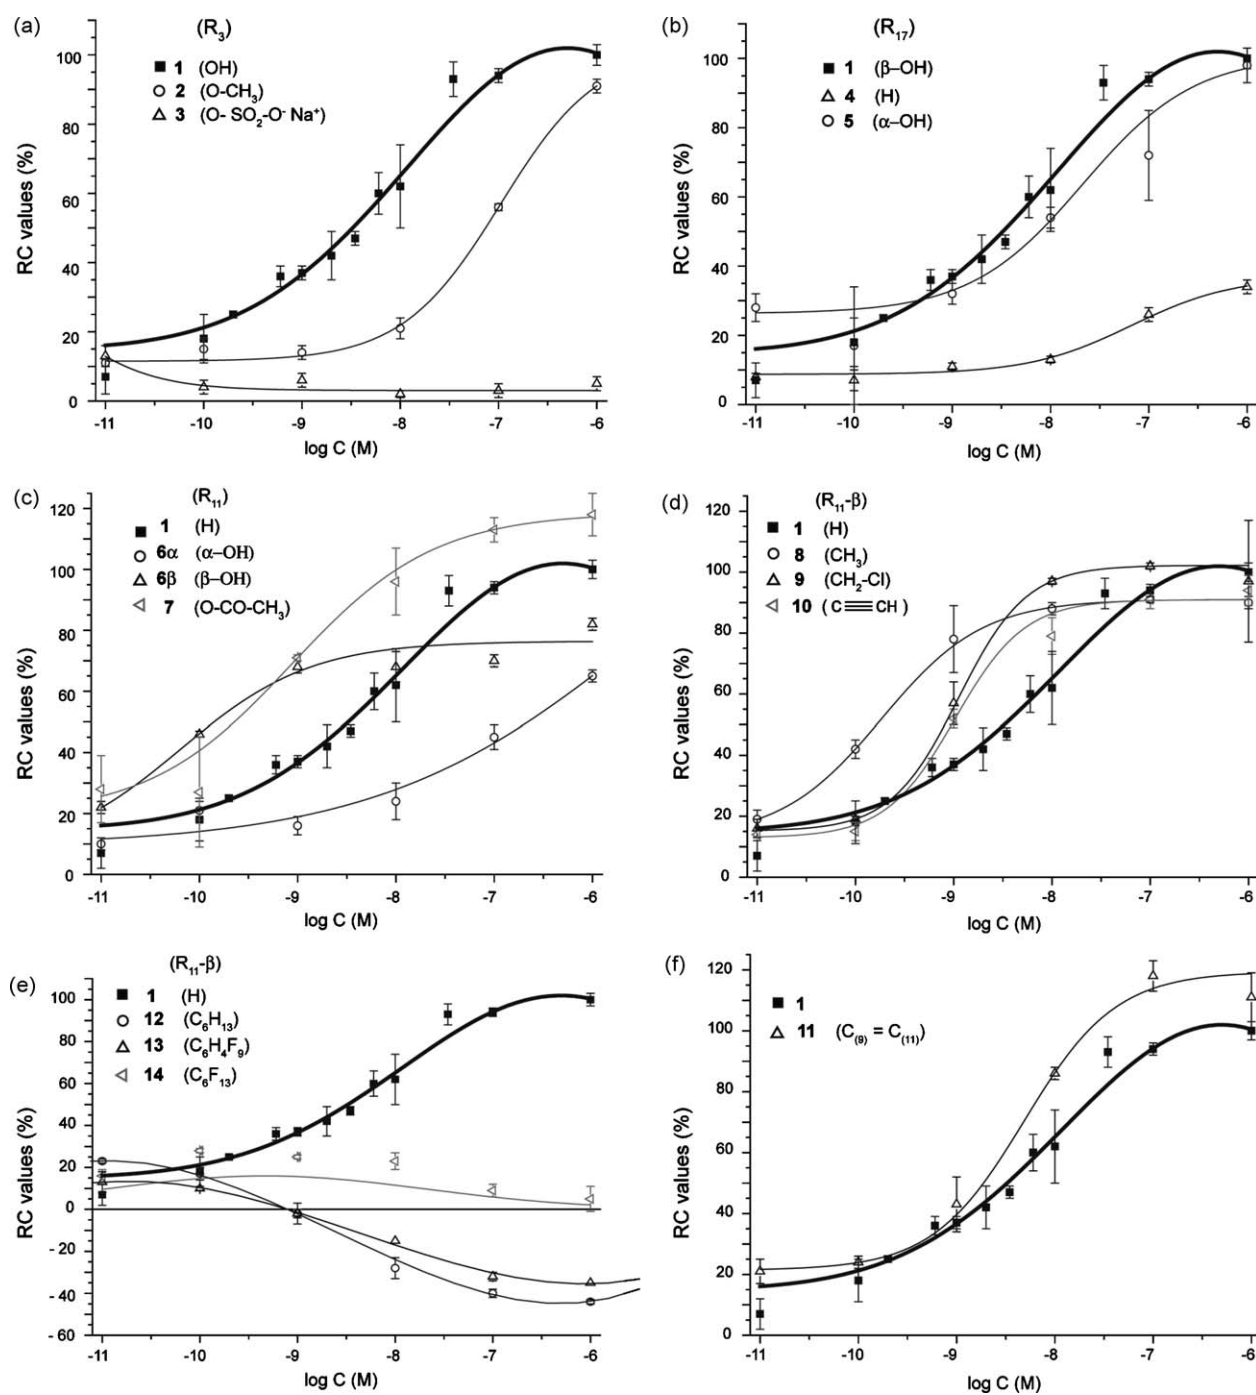 (a)
(R3)
1 (OH)
2 (O-CH3)
3 (O- SO2-O- Na+)
RC values (%)
100
80
60
40
20
0
-11 -10 -9 -8 -7 -6
log C (M)
(b)
(R17)
1 (β–OH)
4 (H)
5 (α–OH)
RC values (%)
100
80
60
40
20
0
-11 -10 -9 -8 -7 -6
log C (M)
(c)
(R11)
1 (H)
6α (α–OH)
6β (β–OH)
7 (O-CO-CH3)
RC values (%)
120
100
80
60
40
20
0
-11 -10 -9 -8 -7 -6
log C (M)
(d)
(R11-β)
1 (H)
8 (CH3)
9 (CH2-Cl)
10 (C≡CH)
RC values (%)
120
100
80
60
40
20
0
-11 -10 -9 -8 -7 -6
log C (M)
(e)
(R11-β)
1 (H)
12 (C6H13)
13 (C6H4F9)
14 (C6F13)
RC values (%)
100
80
60
40
20
0
- 20
- 40
- 60
-11 -10 -9 -8 -7 -6
log C (M)
(f)
1
11 (C(9) = C(11))
RC values (%)
120
100
80
60
40
20
0
-11 -10 -9 -8 -7 -6
log C (M)